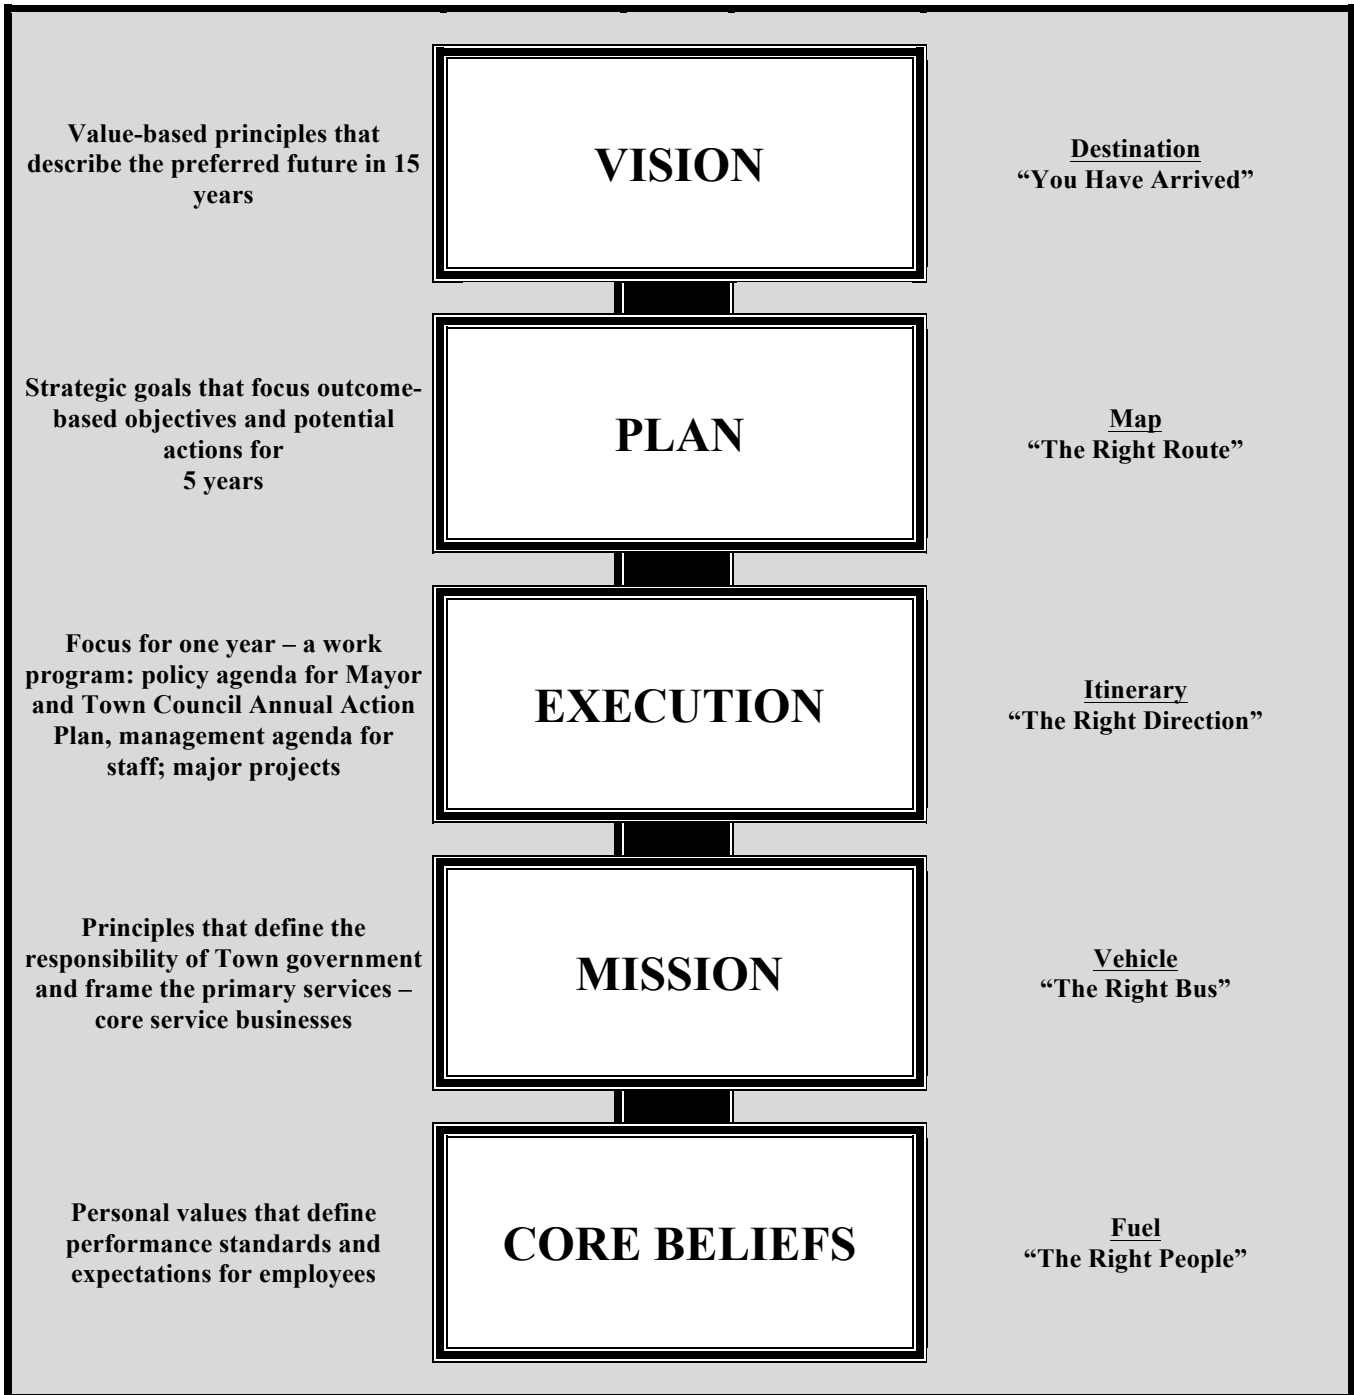 Value-based principles that
describe the preferred future in 15
years
VISION
Destination
“You Have Arrived”
Strategic goals that focus outcome-
based objectives and potential
actions for
5 years
PLAN
Map
“The Right Route”
Focus for one year – a work
program: policy agenda for Mayor
and Town Council Annual Action
Plan, management agenda for
staff; major projects
EXECUTION
Itinerary
“The Right Direction”
Principles that define the
responsibility of Town government
and frame the primary services –
core service businesses
MISSION
Vehicle
“The Right Bus”
Personal values that define
performance standards and
expectations for employees
CORE BELIEFS
Fuel
“The Right People”